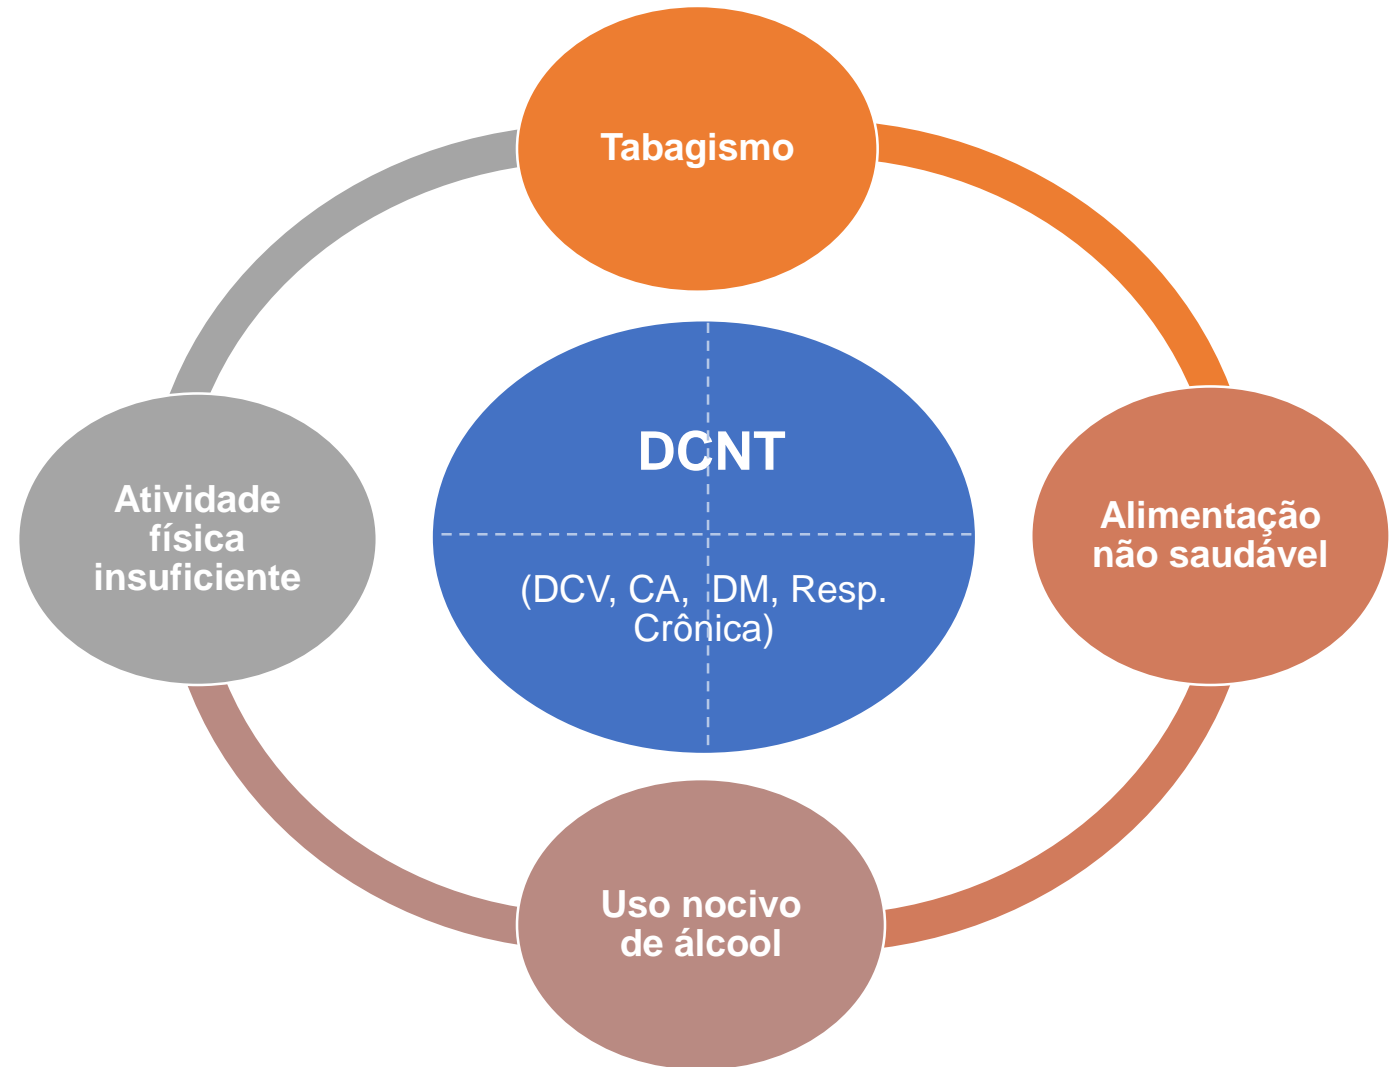 Tabagismo
DCNT
(DCV, CA,  DM, Resp.
Crônica)
Atividade
física
insuficiente
Alimentação
não saudável
Uso nocivo
de álcool